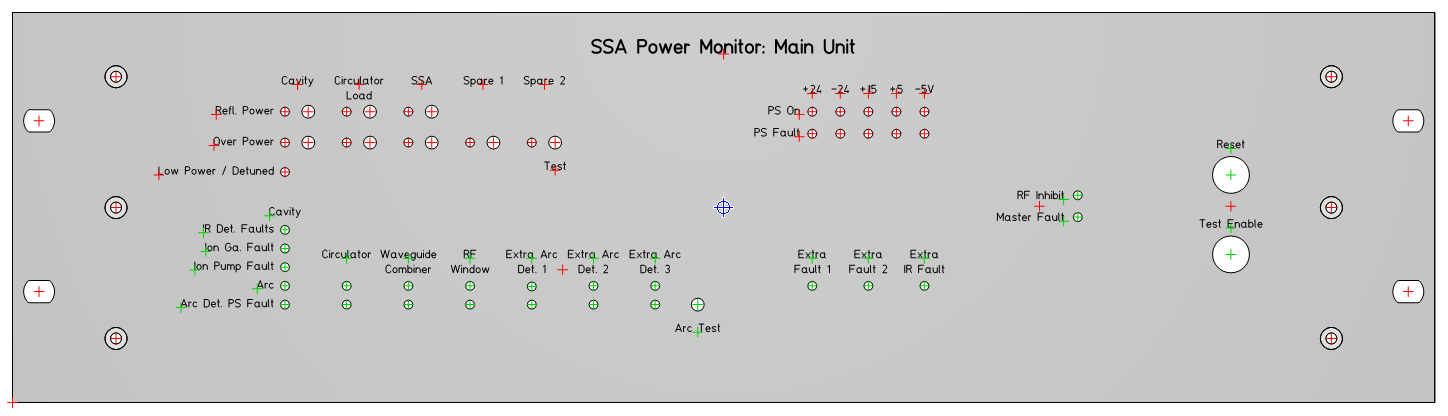 SSA Power Monitor: Main Unit
Cavity Circulator Load SSA Spare 1 Spare 2
Refl. Power
Over Power
Low Power / Detuned
Test
+24 -24 +15 +5 -5V
PS On
PS Fault
Reset
Test Enable
RF Inhibit
Master Fault
Cavity
IR Det. Faults
Ion Ga. Fault
Ion Pump Fault
Arc
Arc Det. PS Fault
Circulator Waveguide Combiner RF Window Extra Arc Det. 1 Extra Arc Det. 2 Extra Arc Det. 3
Arc Test
Extra Fault 1 Extra Fault 2 Extra IR Fault